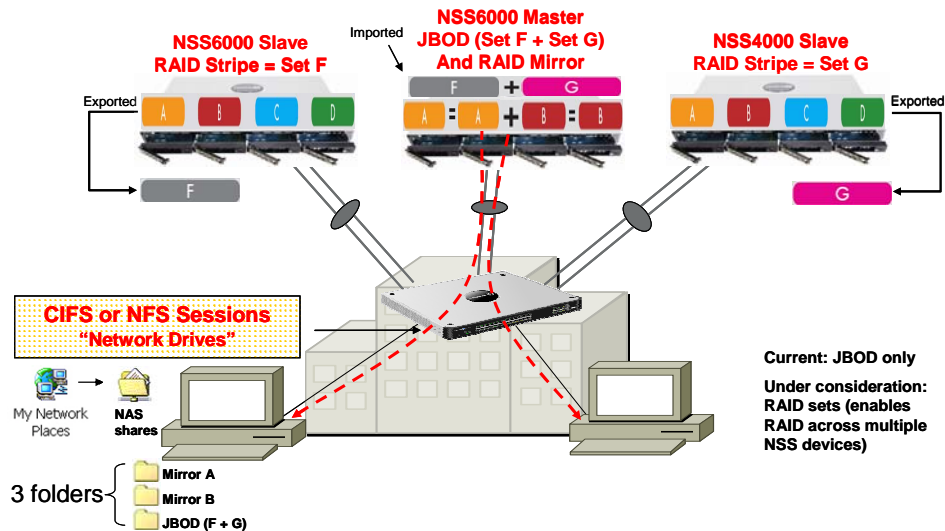 NSS6000 Slave
RAID Stripe = Set F
Imported
NSS6000 Master
JBOD (Set F + Set G)
And RAID Mirror
NSS4000 Slave
RAID Stripe = Set G
Exported
A B C D
F
F + G
A = A + B = B
A B C D
Exported
G
CIFS or NFS Sessions
“Network Drives”
My Network
Places
NAS
shares
3 folders
Mirror A
Mirror B
JBOD (F + G)
Current: JBOD only
Under consideration:
RAID sets (enables
RAID across multiple
NSS devices)